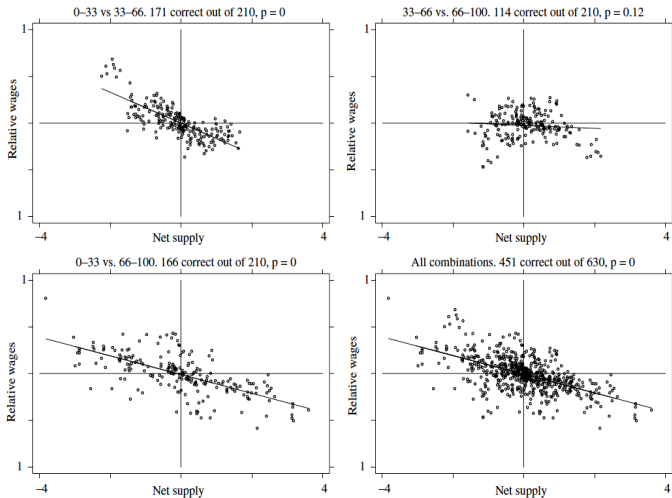 0–33 vs 33–66. 171 correct out of 210, p = 0
1
Relative wages
1
−4
Net supply
4
33–66 vs. 66–100. 114 correct out of 210, p = 0.12
1
Relative wages
1
−4
Net supply
4
0–33 vs. 66–100. 166 correct out of 210, p = 0
1
Relative wages
1
−4
Net supply
4
All combinations. 451 correct out of 630, p = 0
1
Relative wages
1
−4
Net supply
4